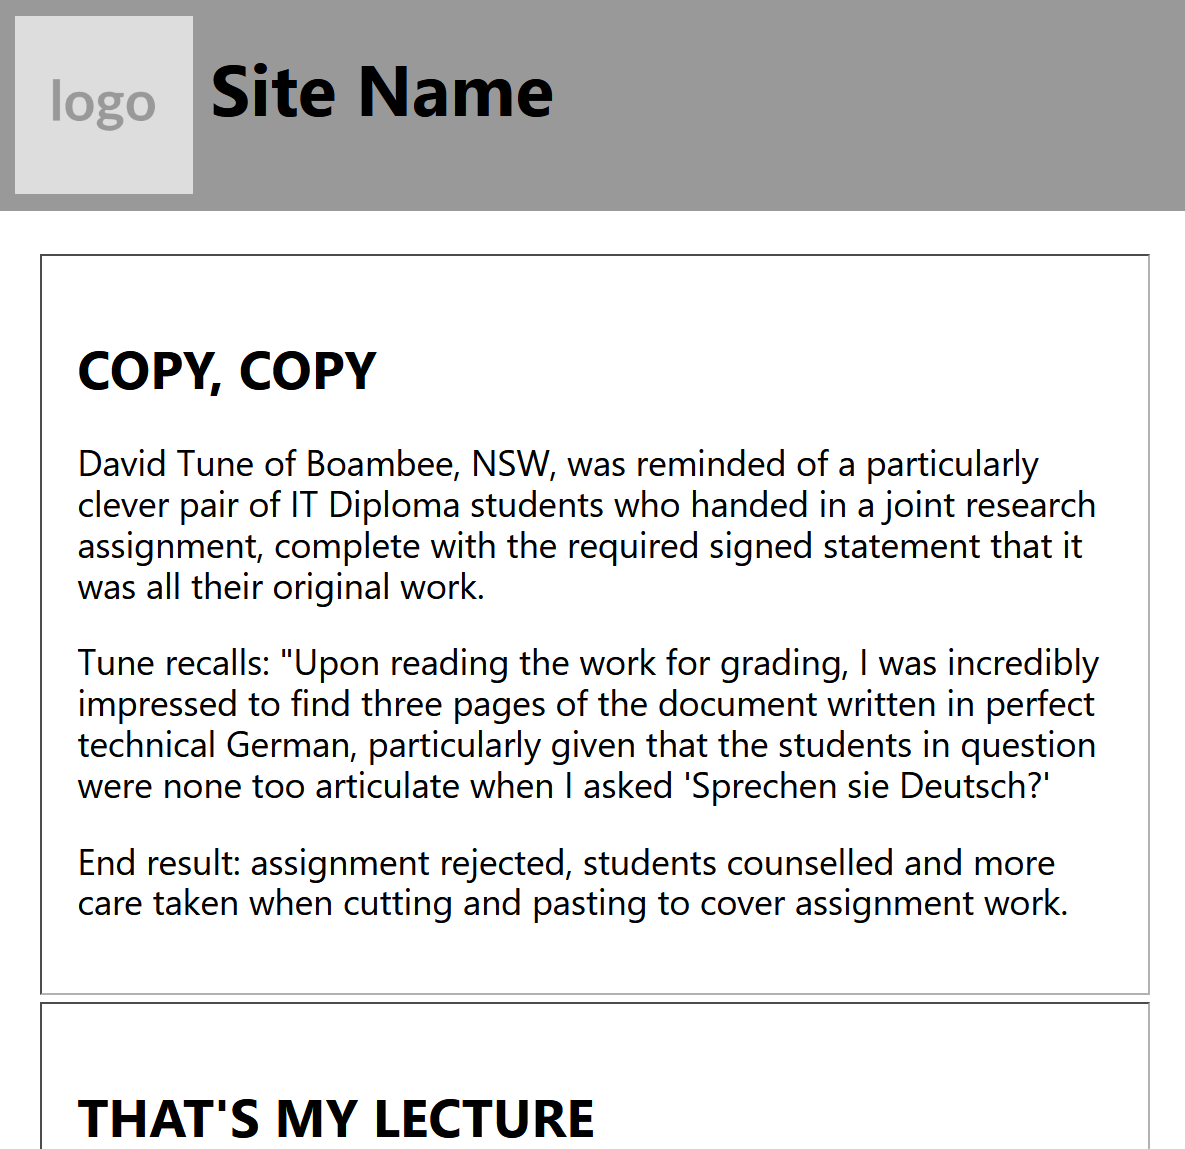 logo
Site Name
COPY, COPY
David Tune of Boambee, NSW, was reminded of a particularly
clever pair of IT Diploma students who handed in a joint research
assignment, complete with the required signed statement that it
was all their original work.
Tune recalls: "Upon reading the work for grading, I was incredibly
impressed to find three pages of the document written in perfect
technical German, particularly given that the students in question
were none too articulate when I asked 'Sprechen sie Deutsch?'
End result: assignment rejected, students counselled and more
care taken when cutting and pasting to cover assignment work.
THAT'S MY LECTURE